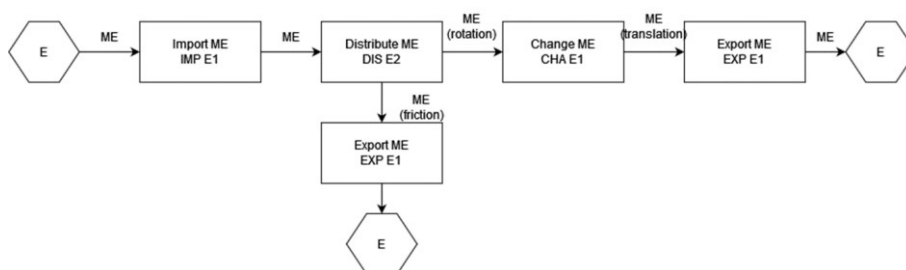 E
ME
Import ME
IMP E1
ME
Distribute ME
DIS E2
ME
(rotation)
Change ME
CHA E1
ME
(translation)
Export ME
EXP E1
ME
E
ME
(friction)
Export ME
EXP E1
E